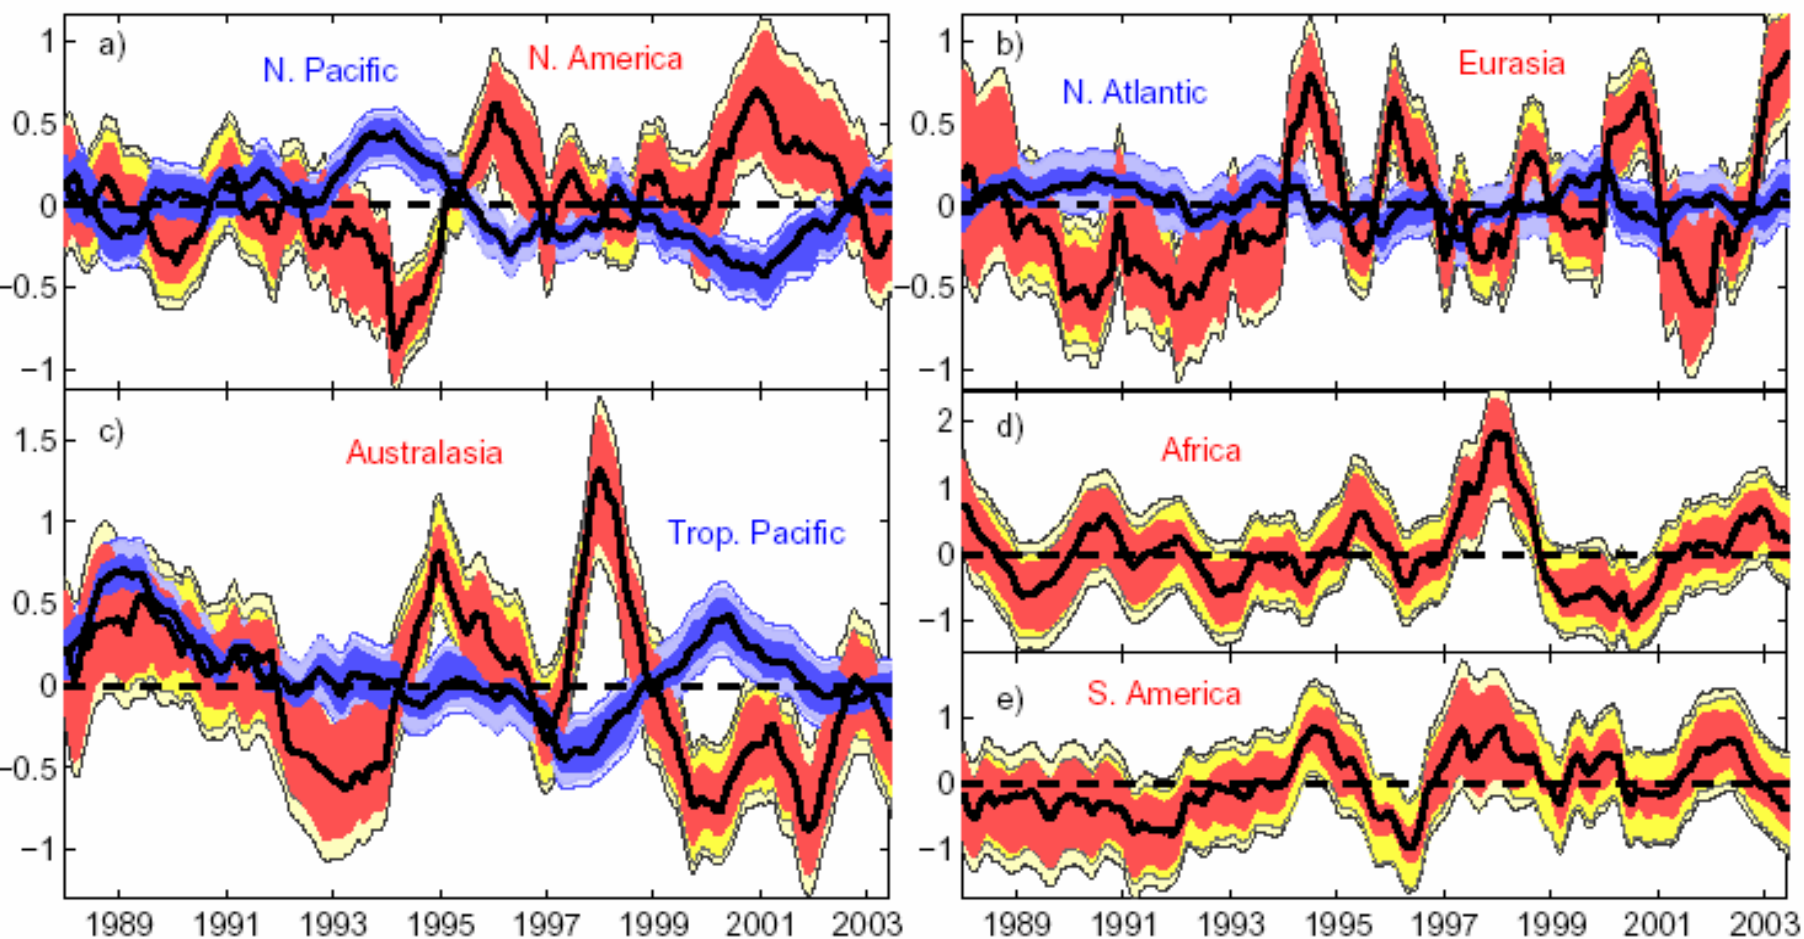 a)
N. Pacific
N. America
1
0.5
0
−0.5
−1
b)
N. Atlantic
Eurasia
1
0.5
0
−0.5
−1
c)
Australasia
Trop. Pacific
1.5
1
0.5
0
−0.5
−1
d)
Africa
2
1
0
−1
e)
S. America
1
0
−1
1989 1991 1993 1995 1997 1999 2001 2003
1989 1991 1993 1995 1997 1999 2001 2003